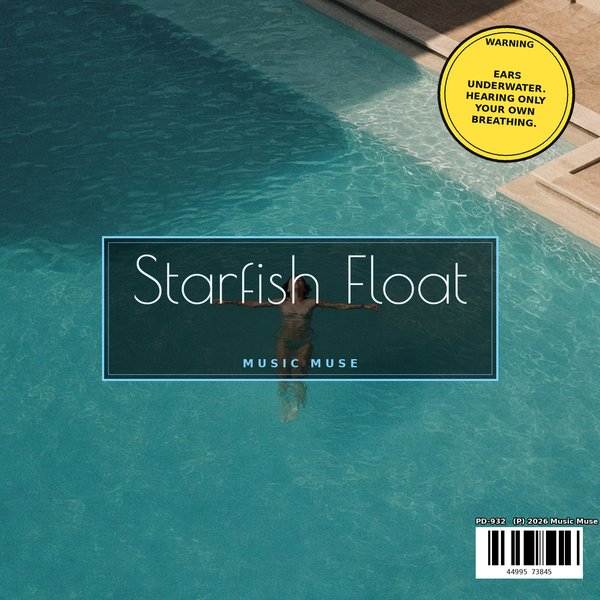 WARNING
EARS
UNDERWATER.
HEARING ONLY
YOUR OWN
BREATHING.
Starfish Float
MUSIC MUSE
PD-932 (P) 2026 Music Muse
44995 73845